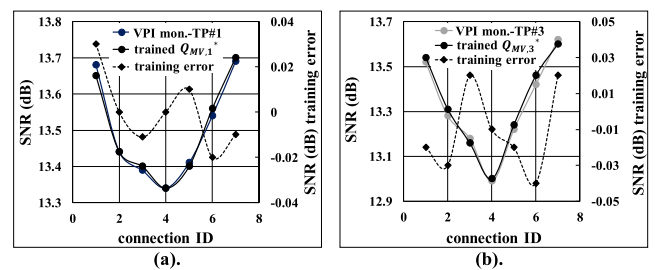 VPI mon.-TP#1
trained Q_MV,1*
training error
SNR (dB)
13.8
13.7
13.6
13.5
13.4
13.3
0.04
0.02
0
-0.02
-0.04
SNR (dB) training error
0 2 4 6 8
connection ID
(a).
VPI mon.-TP#3
trained Q_MV,3*
training error
SNR (dB)
13.7
13.5
13.3
13.1
12.9
0.05
0.03
0.01
-0.01
-0.03
-0.05
SNR (dB) training error
0 2 4 6 8
connection ID
(b).